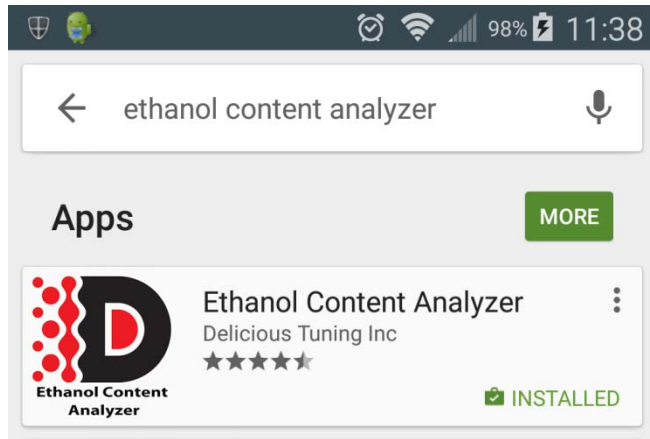 98% 11:38
ethanol content analyzer
Apps
MORE
Ethanol Content Analyzer
Delicious Tuning Inc
INSTALLED
D
Ethanol Content
Analyzer